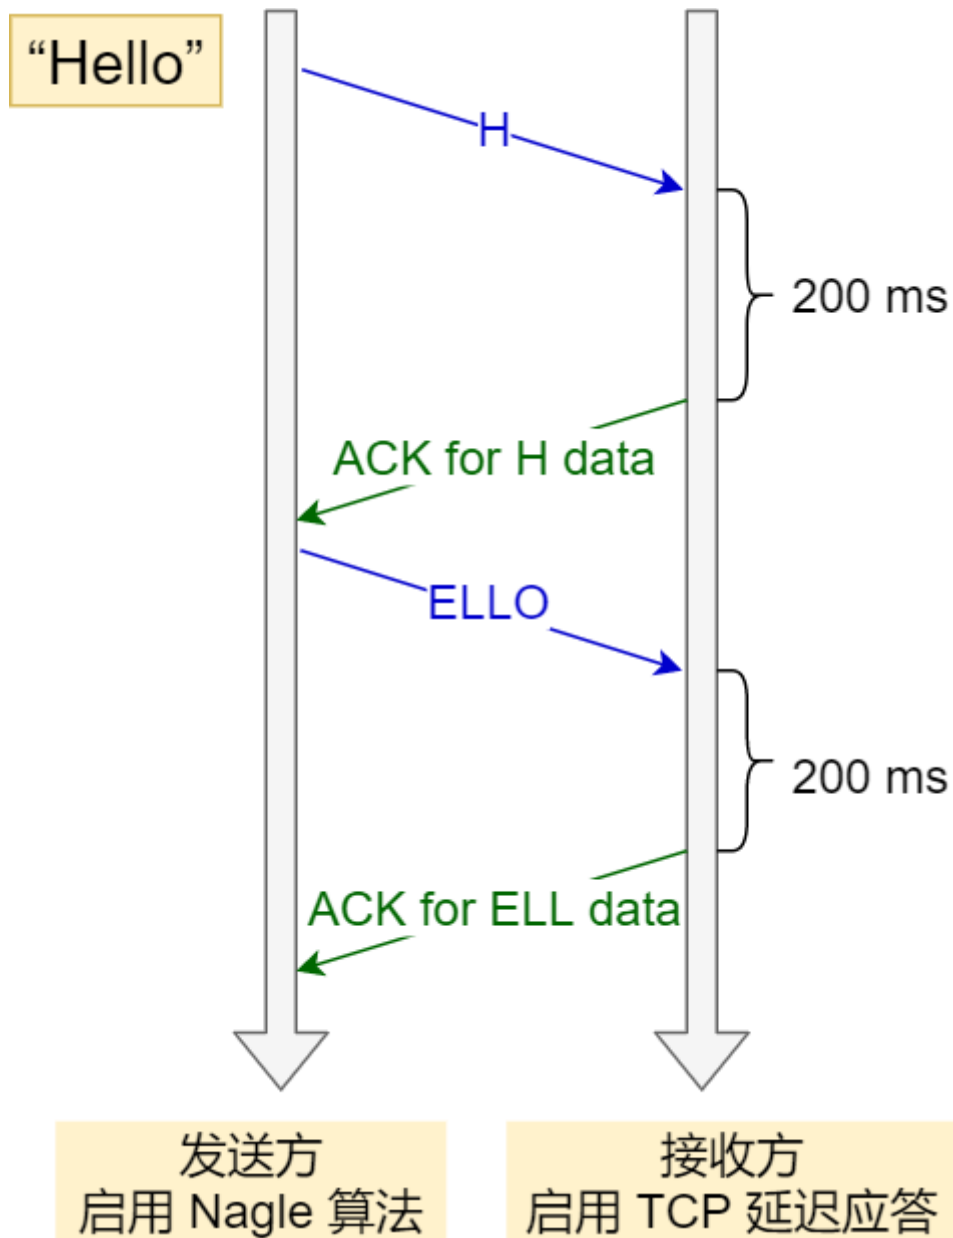 “Hello”
H
200 ms
ACK for H data
ELLO
200 ms
ACK for ELL data
发送方
启用 Nagle 算法
接收方
启用 TCP 延迟应答